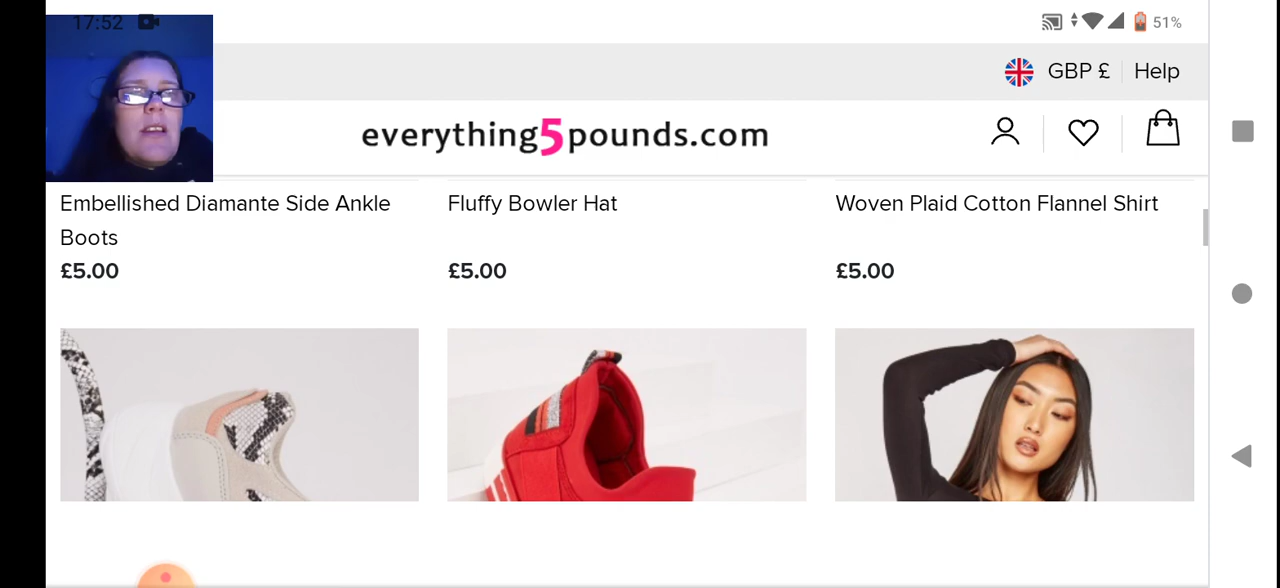 17:52
51%
GBP £ Help
everything5pounds.com
Embellished Diamante Side Ankle
Boots
£5.00
Fluffy Bowler Hat
£5.00
Woven Plaid Cotton Flannel Shirt
£5.00